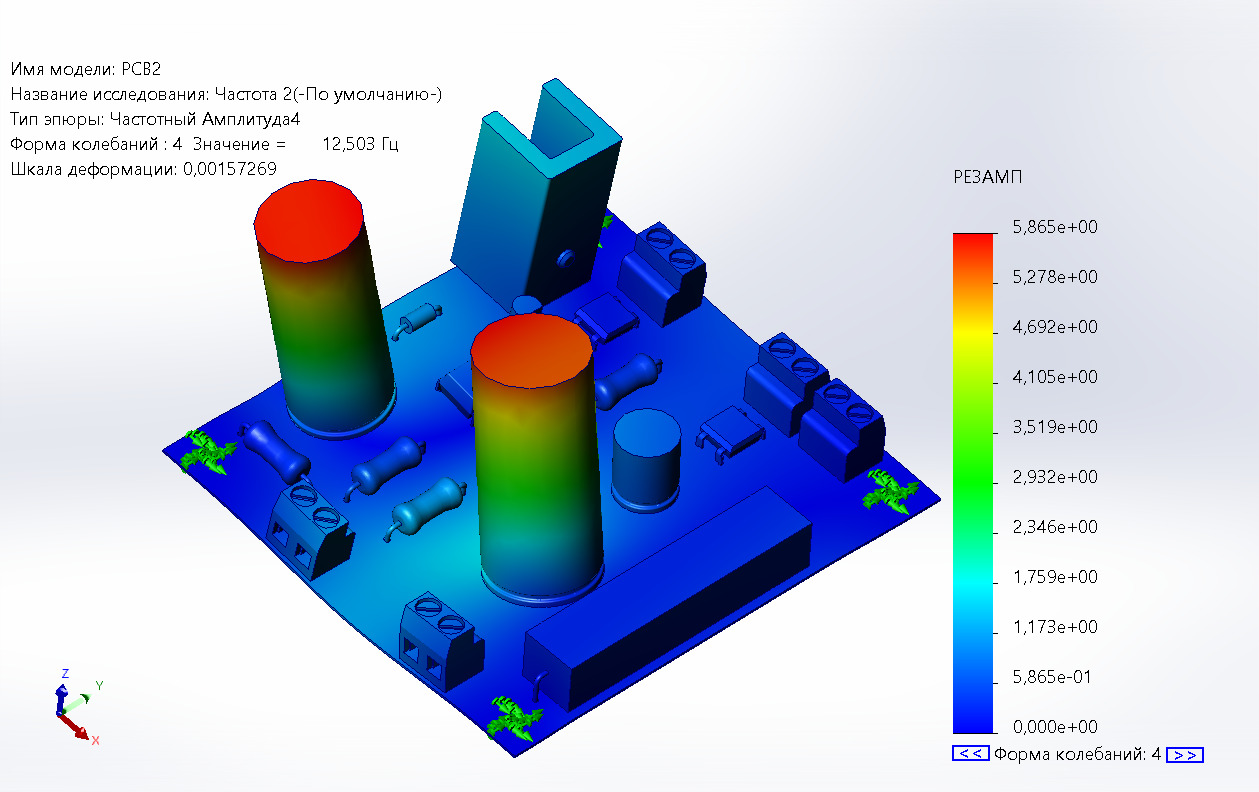 Имя модели: PCB2
Название исследования: Частота 2(-По умолчанию-)
Тип эпюры: Частотный Амплитуда4
Форма колебаний : 4 Значение = 12,503 Гц
Шкала деформации: 0,00157269
РЕЗАМП
5,865e+00
5,278e+00
4,692e+00
4,105e+00
3,519e+00
2,932e+00
2,346e+00
1,759e+00
1,173e+00
5,865e-01
0,000e+00
<< Форма колебаний: 4 >>
Z
Y
X